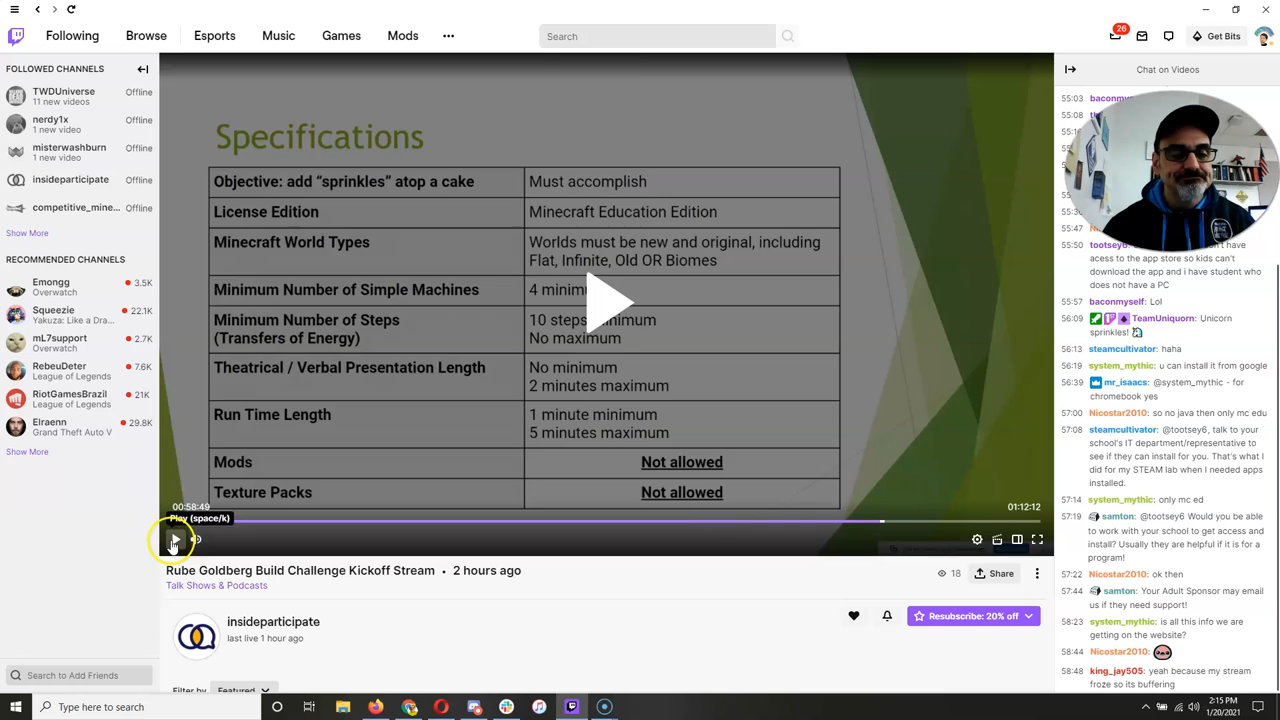 Following
Browse
Esports
Music
Games
Mods
Search
26
Get Bits
FOLLOWED CHANNELS
TWDUniverse
Offline
11 new videos
nerdy1x
Offline
1 new video
misterwashburn
Offline
1 new video
insideparticipate
Offline
competitive_mine...
Offline
Show More
RECOMMENDED CHANNELS
Emongg
3.5K
Overwatch
Squeezie
22.1K
Yakuza: Like a Dra...
mL7support
2.7K
Overwatch
RebeuDeter
7.6K
League of Legends
RiotGamesBrazil
21K
League of Legends
Elraenn
29.8K
Grand Theft Auto V
Show More
Search to Add Friends
Specifications
Objective: add “sprinkles” atop a cake
Must accomplish
License Edition
Minecraft Education Edition
Minecraft World Types
Worlds must be new and original, including
Flat, Infinite, Old OR Biomes
Minimum Number of Simple Machines
4
Minimum Number of Steps
(Transfers of Energy)
10 steps minimum
No maximum
Theatrical / Verbal Presentation Length
No minimum
2 minutes maximum
Run Time Length
1 minute minimum
5 minutes maximum
Mods
Not allowed
Texture Packs
Not allowed
00:58:49
01:12:12
Play (space/k)
Rube Goldberg Build Challenge Kickoff Stream • 2 hours ago
Talk Shows & Podcasts
18
Share
insideparticipate
last live 1 hour ago
Resubscribe: 20% off
Filter by
Featured
Chat on Videos
55:03
55:08
55:50 tootsey6:
acess to the app store so kids can't
download the app and i have student who
does not have a PC
55:57 baconmyself: Lol
56:09 TeamUniquorn: Unicorn
sprinkles!
56:13 steamcultivator: haha
56:19 system_mythic: u can install it from google
56:39 mr_isaacs: @system_mythic - for
chromebook yes
57:00 Nicostar2010: so no java then only mc edu
57:08 steamcultivator: @tootsey6, talk to your
school's IT department/representative to
see if they can install for you. That's what I
did for my STEAM lab when I needed apps
installed.
57:14 system_mythic: only mc ed
57:19 samton: @tootsey6 Would you be able
to work with your school to get access and
install? Usually they are helpful if it is for a
program!
57:22 Nicostar2010: ok then
57:44 samton: Your Adult Sponsor may email
us if they need support!
58:23 system_mythic: is all this info we are
getting on the website?
58:44 Nicostar2010:
58:48 king_jay505: yeah because my stream
froze so its buffering
Type here to search
2:15 PM
1/20/2021